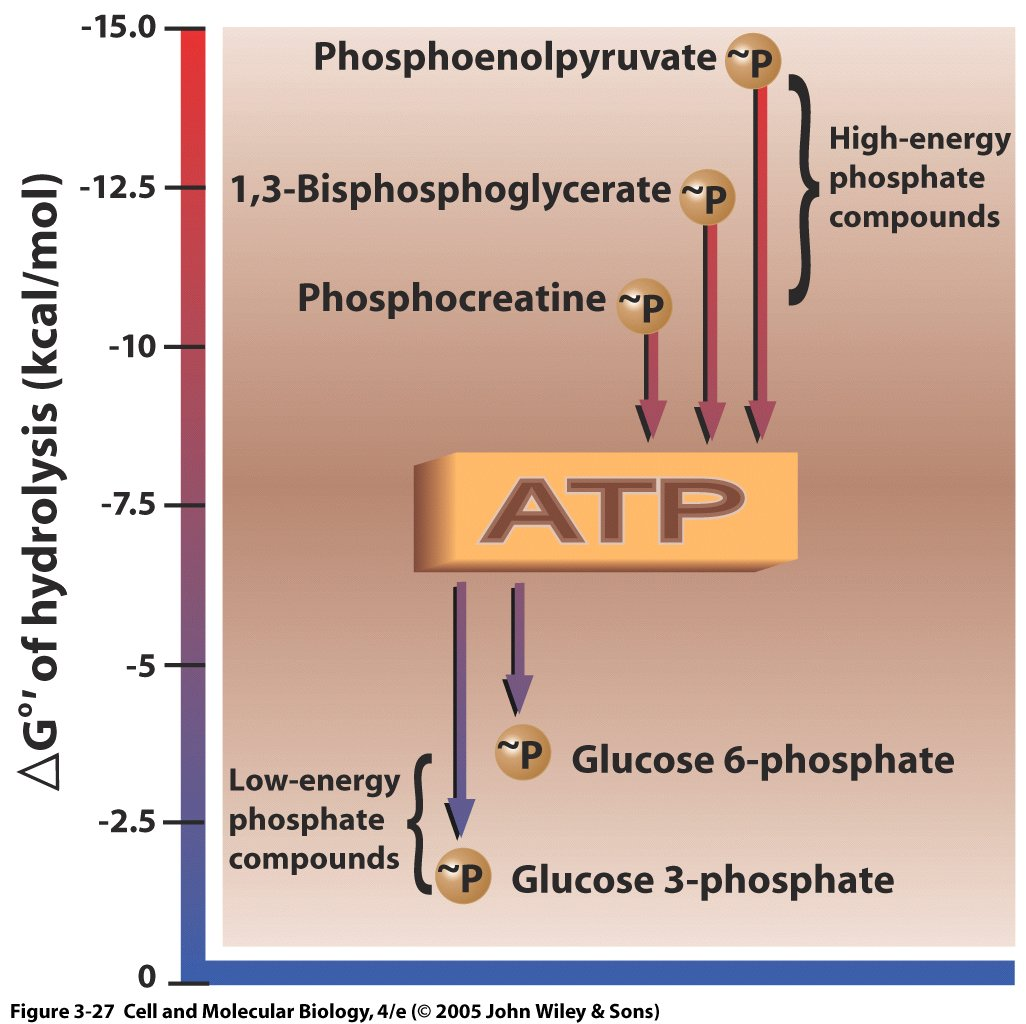 -15.0
-12.5
-10
-7.5
-5
-2.5
0
ΔG°′ of hydrolysis (kcal/mol)
Phosphoenolpyruvate
~P
High-energy
phosphate
compounds
1,3-Bisphosphoglycerate
~P
Phosphocreatine
~P
ATP
~P
Glucose 6-phosphate
Low-energy
phosphate
compounds
~P
Glucose 3-phosphate
Figure 3-27 Cell and Molecular Biology, 4/e (© 2005 John Wiley & Sons)